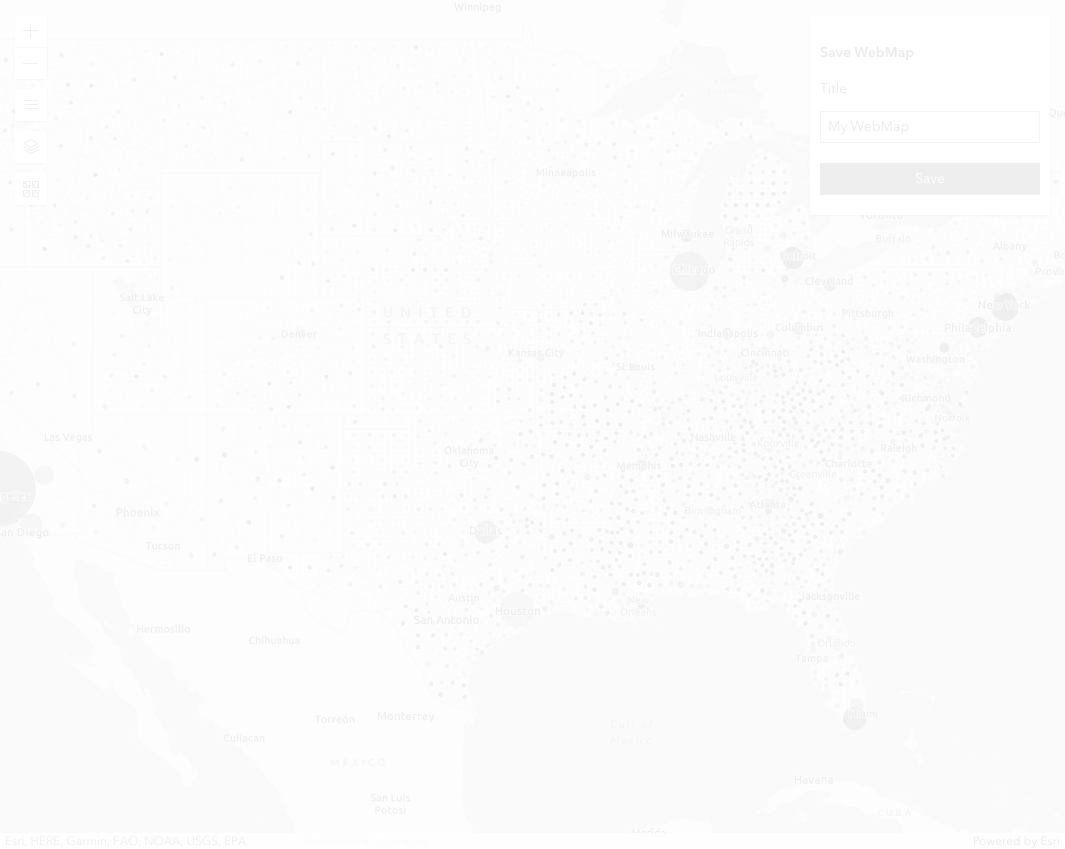 Winnipeg
Save WebMap
Title
My WebMap
Save
Minneapolis
Toronto
Milwaukee
Grand
Rapids
Buffalo
Albany
Detroit
Chicago
Cleveland
Salt Lake
City
New York
UNITED
STATES
Denver
Pittsburgh
Philadelphia
Indianapolis
Columbus
Kansas City
Cincinnati
Washington
St Louis
Louisville
Richmond
Norfolk
Las Vegas
Nashville
Knoxville
Raleigh
Oklahoma
City
Memphis
Charlotte
Greenville
Phoenix
Birmingham
Atlanta
San Diego
Dallas
Tucson
El Paso
Austin
Houston
New
Orleans
Jacksonville
San Antonio
Hermosillo
Chihuahua
Orlando
Tampa
Torreón
Monterrey
Miami
Gulf of
Mexico
Culiacan
MÉXICO
Havana
San Luis
Potosi
CUBA
Esri, HERE, Garmin, FAO, NOAA, USGS, EPA
Powered by Esri